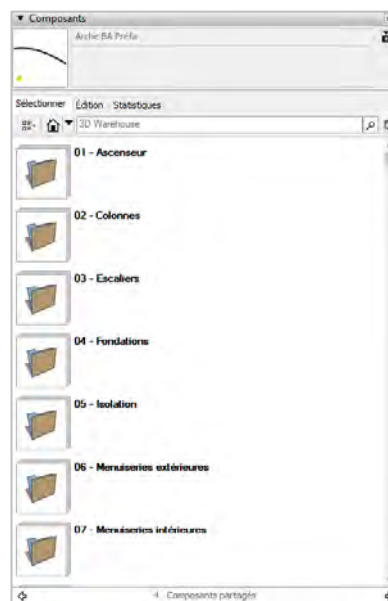 Composants
Arche BA Préfa
Sélectionner Édition Statistiques
3D Warehouse
01 - Ascenseur
02 - Colonnes
03 - Escaliers
04 - Fondations
05 - Isolation
06 - Menuiseries extérieures
07 - Menuiseries intérieures
4 Composants partagés